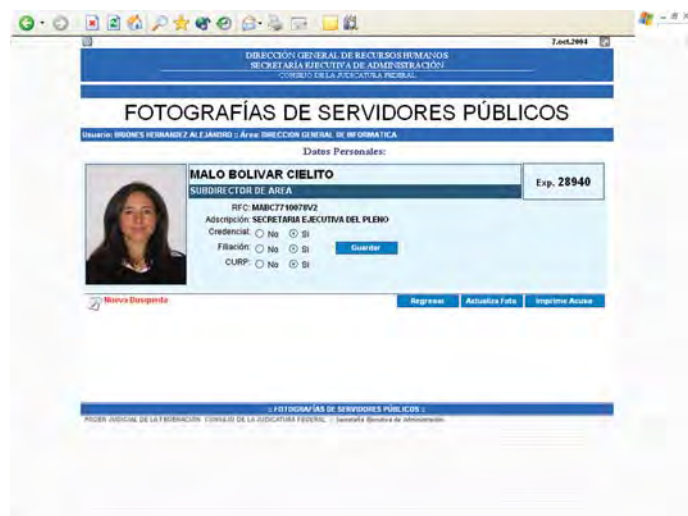 7.oct.2004
DIRECCIÓN GENERAL DE RECURSOS HUMANOS
SECRETARÍA EJECUTIVA DE ADMINISTRACIÓN
CONSEJO DE LA JUDICATURA FEDERAL
FOTOGRAFÍAS DE SERVIDORES PÚBLICOS
Usuario: BRIONES HERNANDEZ ALEJANDRO :: Área: DIRECCION GENERAL DE INFORMATICA
Datos Personales:
MALO BOLIVAR CIELITO
Exp. 28940
SUBDIRECTOR DE AREA
RFC: MABC7710078V2
Adscripción: SECRETARIA EJECUTIVA DEL PLENO
Credencial: No Si
Filiación: No Si Guardar
CURP: No Si
Nueva Busqueda Regresar Actualiza Foto Imprime Acuse
:: FOTOGRAFÍAS DE SERVIDORES PÚBLICOS ::
PODER JUDICIAL DE LA FEDERACIÓN CONSEJO DE LA JUDICATURA FEDERAL :: Secretaría Ejecutiva de Administración